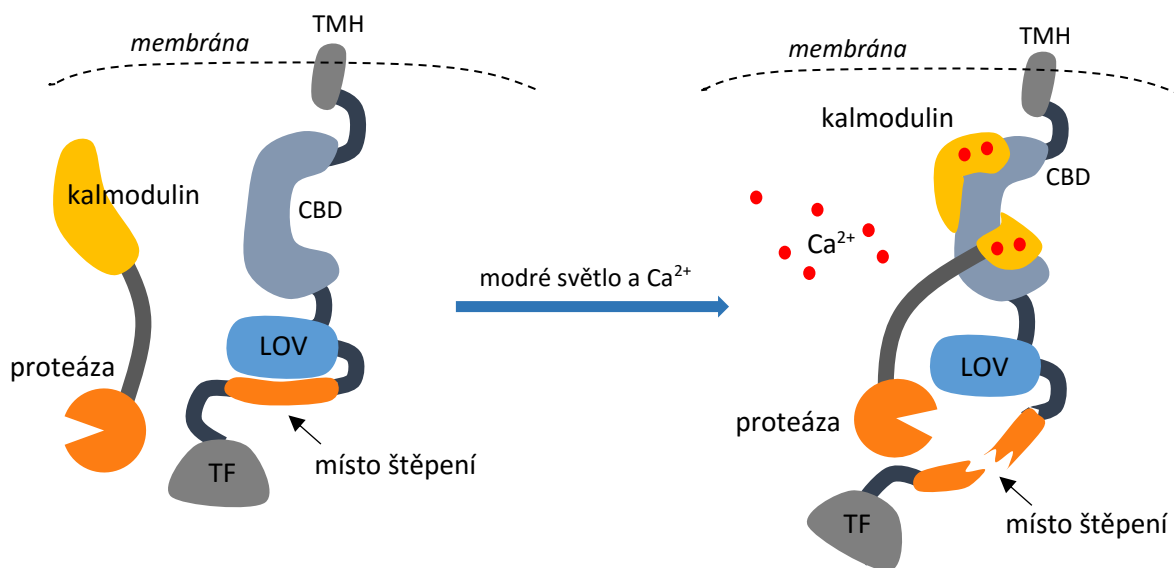 TMH
membrána
kalmodulin
CBD
LOV
proteáza
místo štěpení
TF
modré světlo a Ca²⁺
TMH
membrána
kalmodulin
CBD
Ca²⁺
LOV
proteáza
místo štěpení
TF